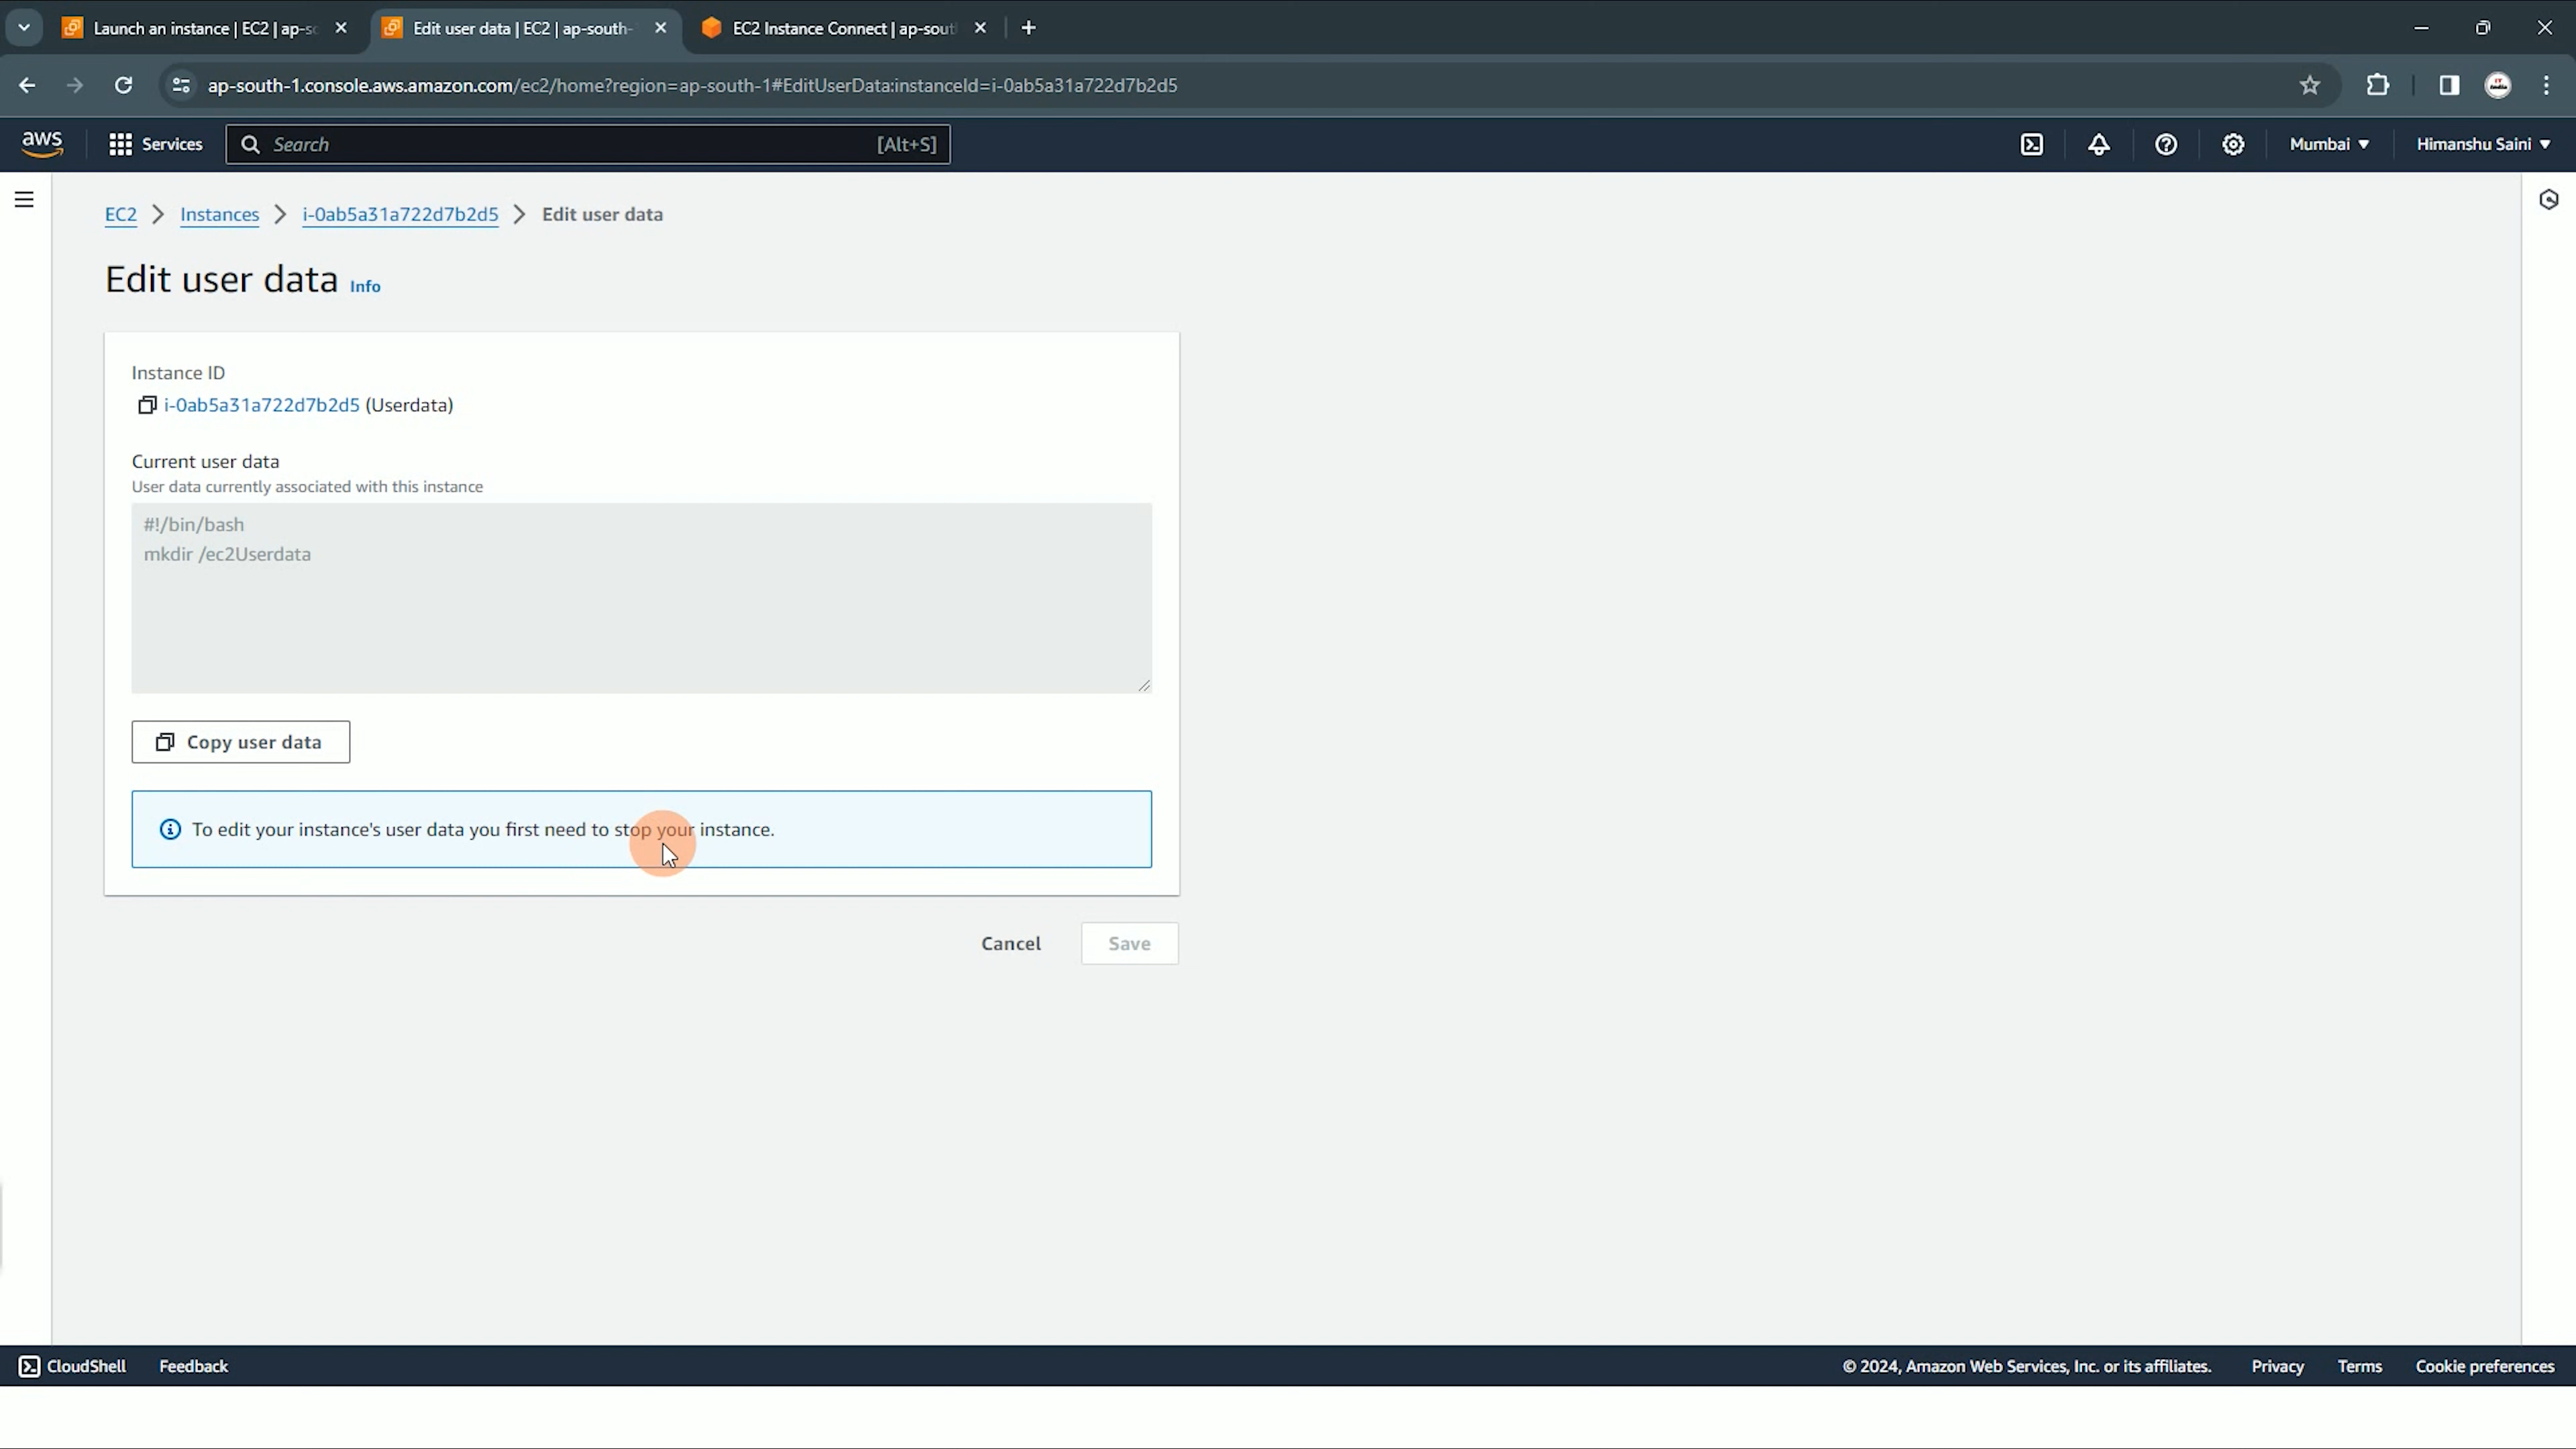 Launch an instance | EC2 | ap-so
Edit user data | EC2 | ap-south-
EC2 Instance Connect | ap-sout
ap-south-1.console.aws.amazon.com/ec2/home?region=ap-south-1#EditUserData:instanceId=i-0ab5a31a722d7b2d5
aws
Services
Search
[Alt+S]
Mumbai
Himanshu Saini
EC2
Instances
i-0ab5a31a722d7b2d5
Edit user data
Edit user data Info
Instance ID
i-0ab5a31a722d7b2d5 (Userdata)
Current user data
User data currently associated with this instance
#!/bin/bash
mkdir /ec2Userdata
Copy user data
To edit your instance's user data you first need to stop your instance.
Cancel
Save
CloudShell
Feedback
© 2024, Amazon Web Services, Inc. or its affiliates.
Privacy
Terms
Cookie preferences